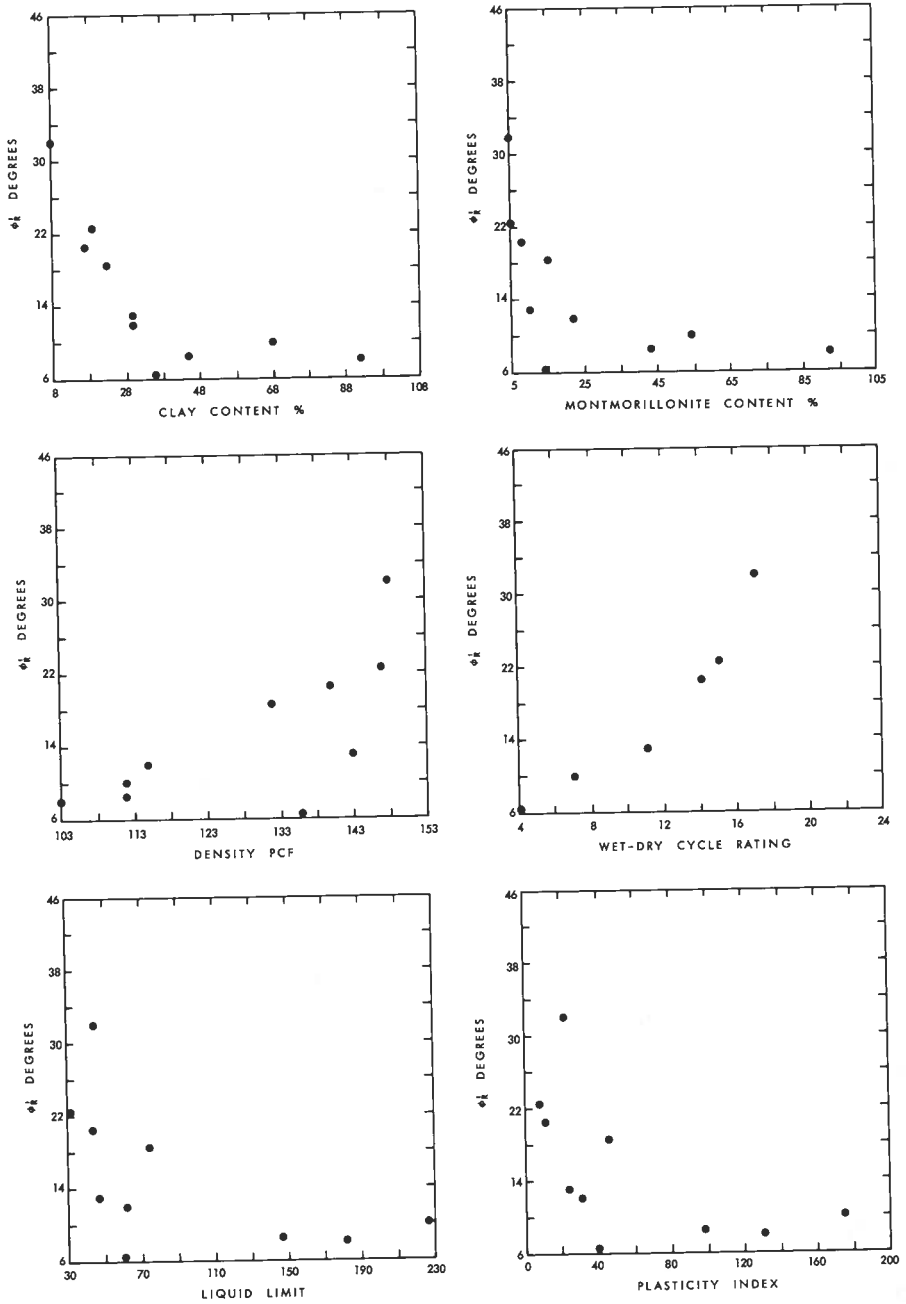 46
38
30
22
14
6
ϕ'R DEGREES
8 28 48 68 88 108
CLAY CONTENT %
46
38
30
22
14
6
ϕ'R DEGREES
5 25 45 65 85 105
MONTMORILLONITE CONTENT %
46
38
30
22
14
6
ϕ'R DEGREES
103 113 123 133 143 153
DENSITY PCF
46
38
30
22
14
6
ϕ'R DEGREES
4 8 12 16 20 24
WET-DRY CYCLE RATING
46
38
30
22
14
6
ϕ'R DEGREES
30 70 110 150 190 230
LIQUID LIMIT
46
38
30
22
14
6
ϕ'R DEGREES
0 40 80 120 160 200
PLASTICITY INDEX